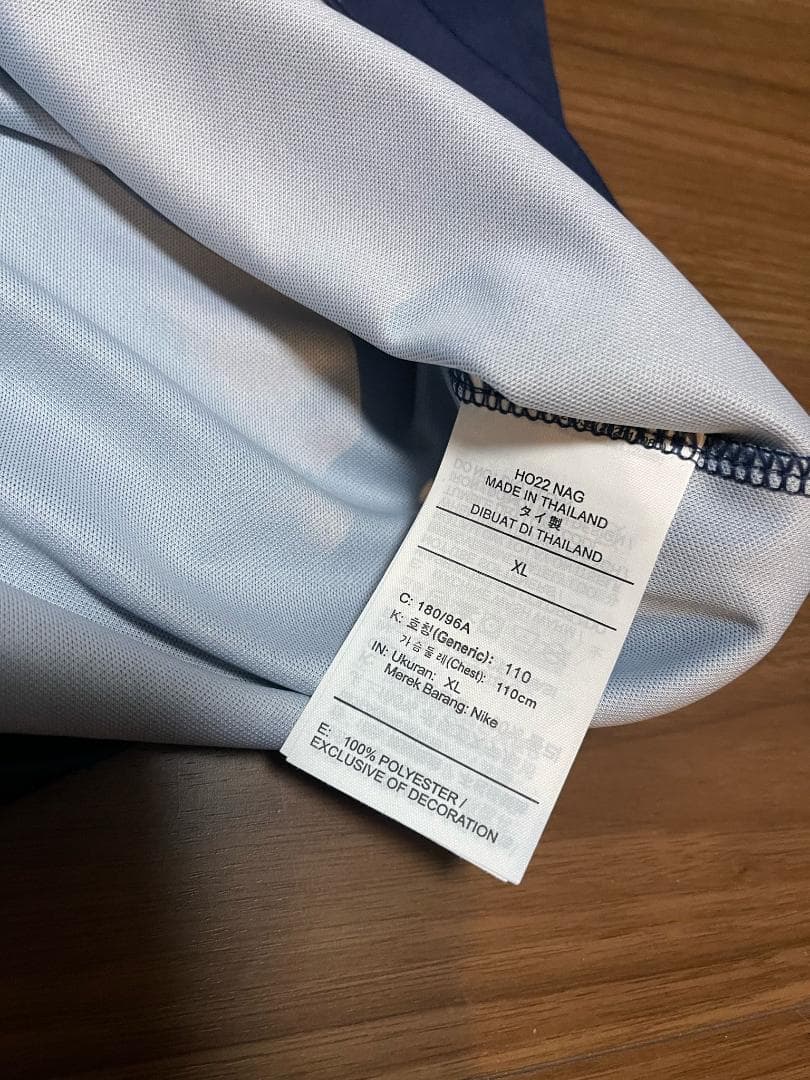 HO22 NAG
MADE IN THAILAND
タイ製
DIBUAT DI THAILAND
XL
C: 180/96A
K: 호칭(Generic): 110
가슴둘레(Chest): 110cm
IN: Ukuran: XL
Merek Barang: Nike
E: 100% POLYESTER /
EXCLUSIVE OF DECORATION